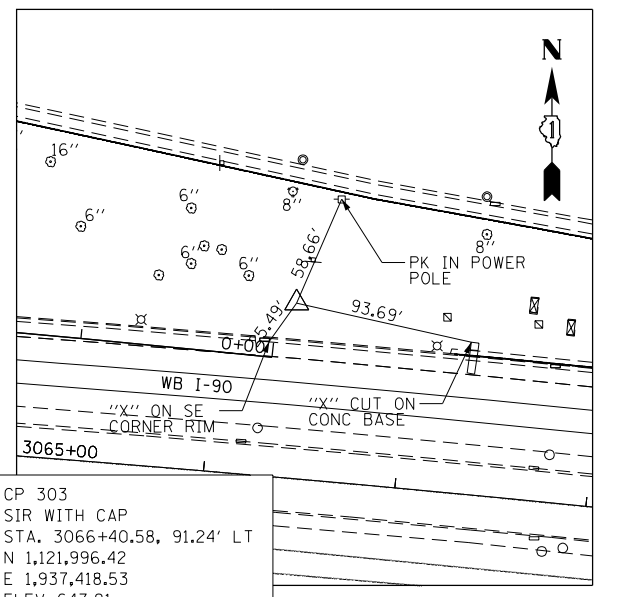 N
1
16''
6''
8''
6''
8''
6''
6''
58.66'
PK IN POWER
POLE
93.69'
5.49'
0+00
WB I-90
"X" ON SE
CORNER RIM
"X" CUT ON
CONC BASE
3065+00
CP 303
SIR WITH CAP
STA. 3066+40.58, 91.24' LT
N 1,121,996.42
E 1,937,418.53